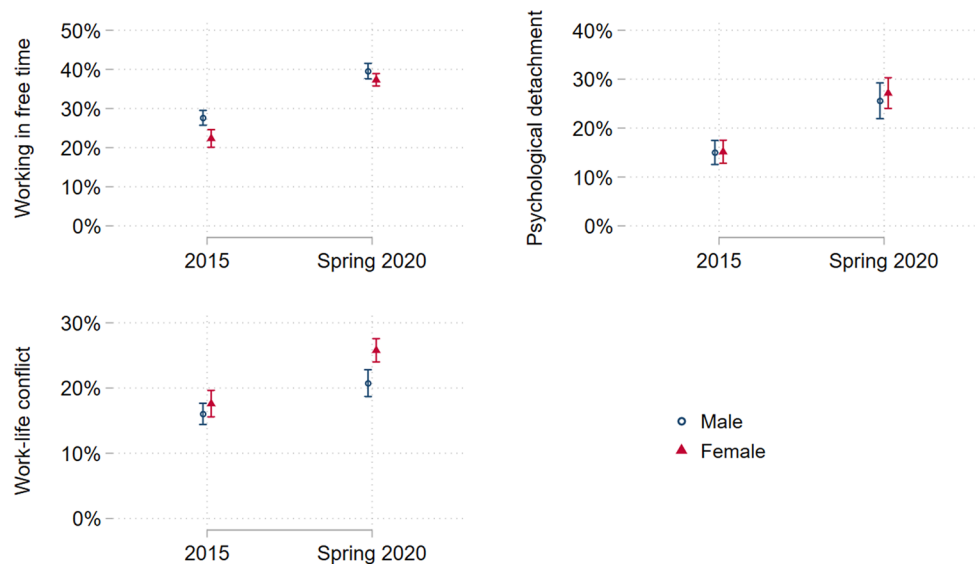 Working in free time
50%
40%
30%
20%
10%
0%
2015 Spring 2020
Psychological detachment
40%
30%
20%
10%
0%
2015 Spring 2020
Work-life conflict
30%
20%
10%
0%
2015 Spring 2020
Male
Female